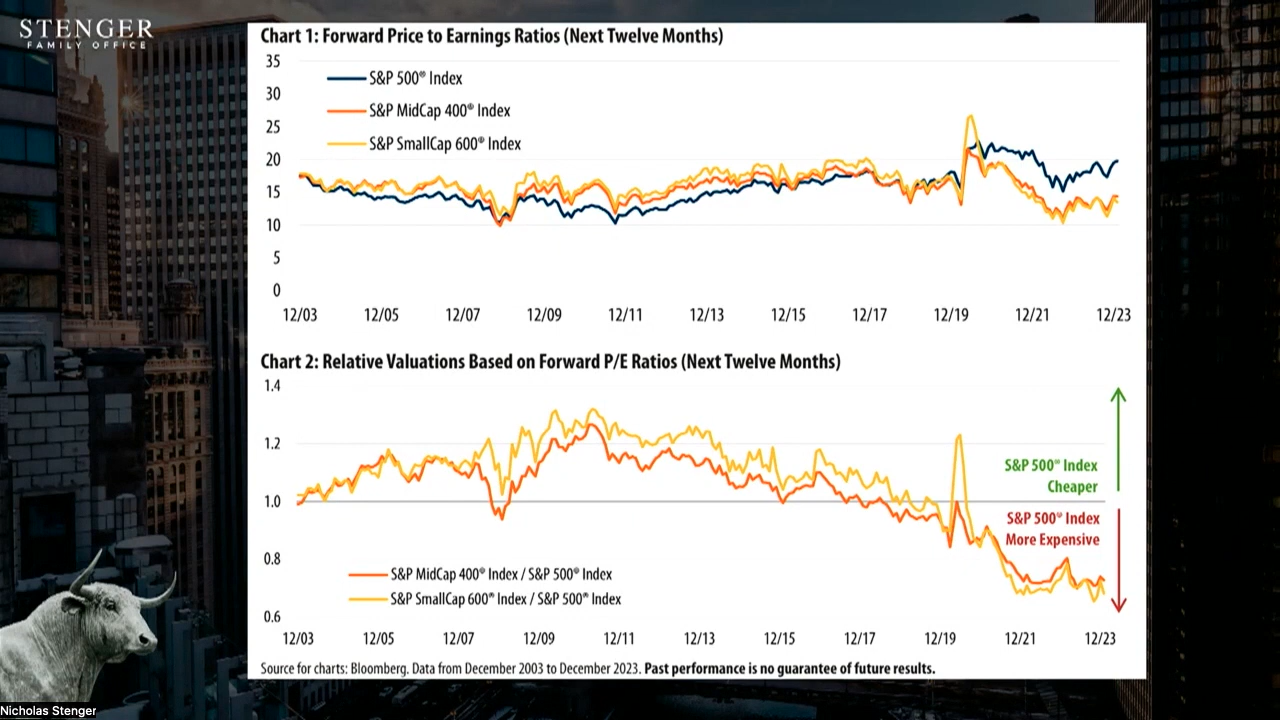 STENGER
FAMILY OFFICE
Chart 1: Forward Price to Earnings Ratios (Next Twelve Months)
35
30
25
20
15
10
5
0
S&P 500® Index
S&P MidCap 400® Index
S&P SmallCap 600® Index
12/03 12/05 12/07 12/09 12/11 12/13 12/15 12/17 12/19 12/21 12/23
Chart 2: Relative Valuations Based on Forward P/E Ratios (Next Twelve Months)
1.4
1.2
1.0
0.8
0.6
S&P 500® Index
Cheaper
S&P 500® Index
More Expensive
S&P MidCap 400® Index / S&P 500® Index
S&P SmallCap 600® Index / S&P 500® Index
12/03 12/05 12/07 12/09 12/11 12/13 12/15 12/17 12/19 12/21 12/23
Source for charts: Bloomberg. Data from December 2003 to December 2023. Past performance is no guarantee of future results.
Nicholas Stenger